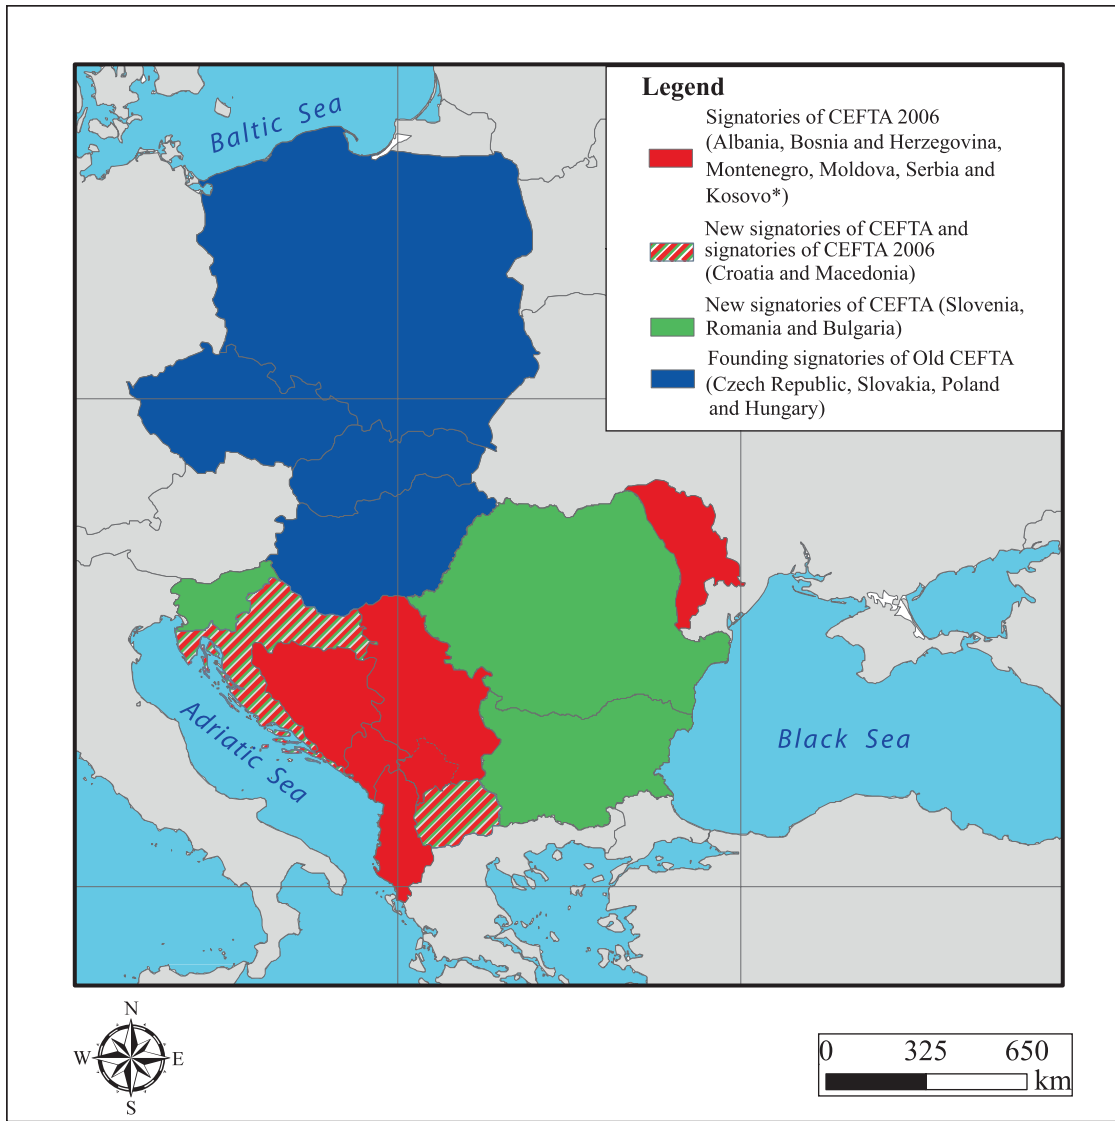 Baltic Sea
Legend
Signatories of CEFTA 2006
(Albania, Bosnia and Herzegovina,
Montenegro, Moldova, Serbia and
Kosovo*)
New signatories of CEFTA and
signatories of CEFTA 2006
(Croatia and Macedonia)
New signatories of CEFTA (Slovenia,
Romania and Bulgaria)
Founding signatories of Old CEFTA
(Czech Republic, Slovakia, Poland
and Hungary)
Adriatic Sea
Black Sea
N
W E
S
0 325 650
km